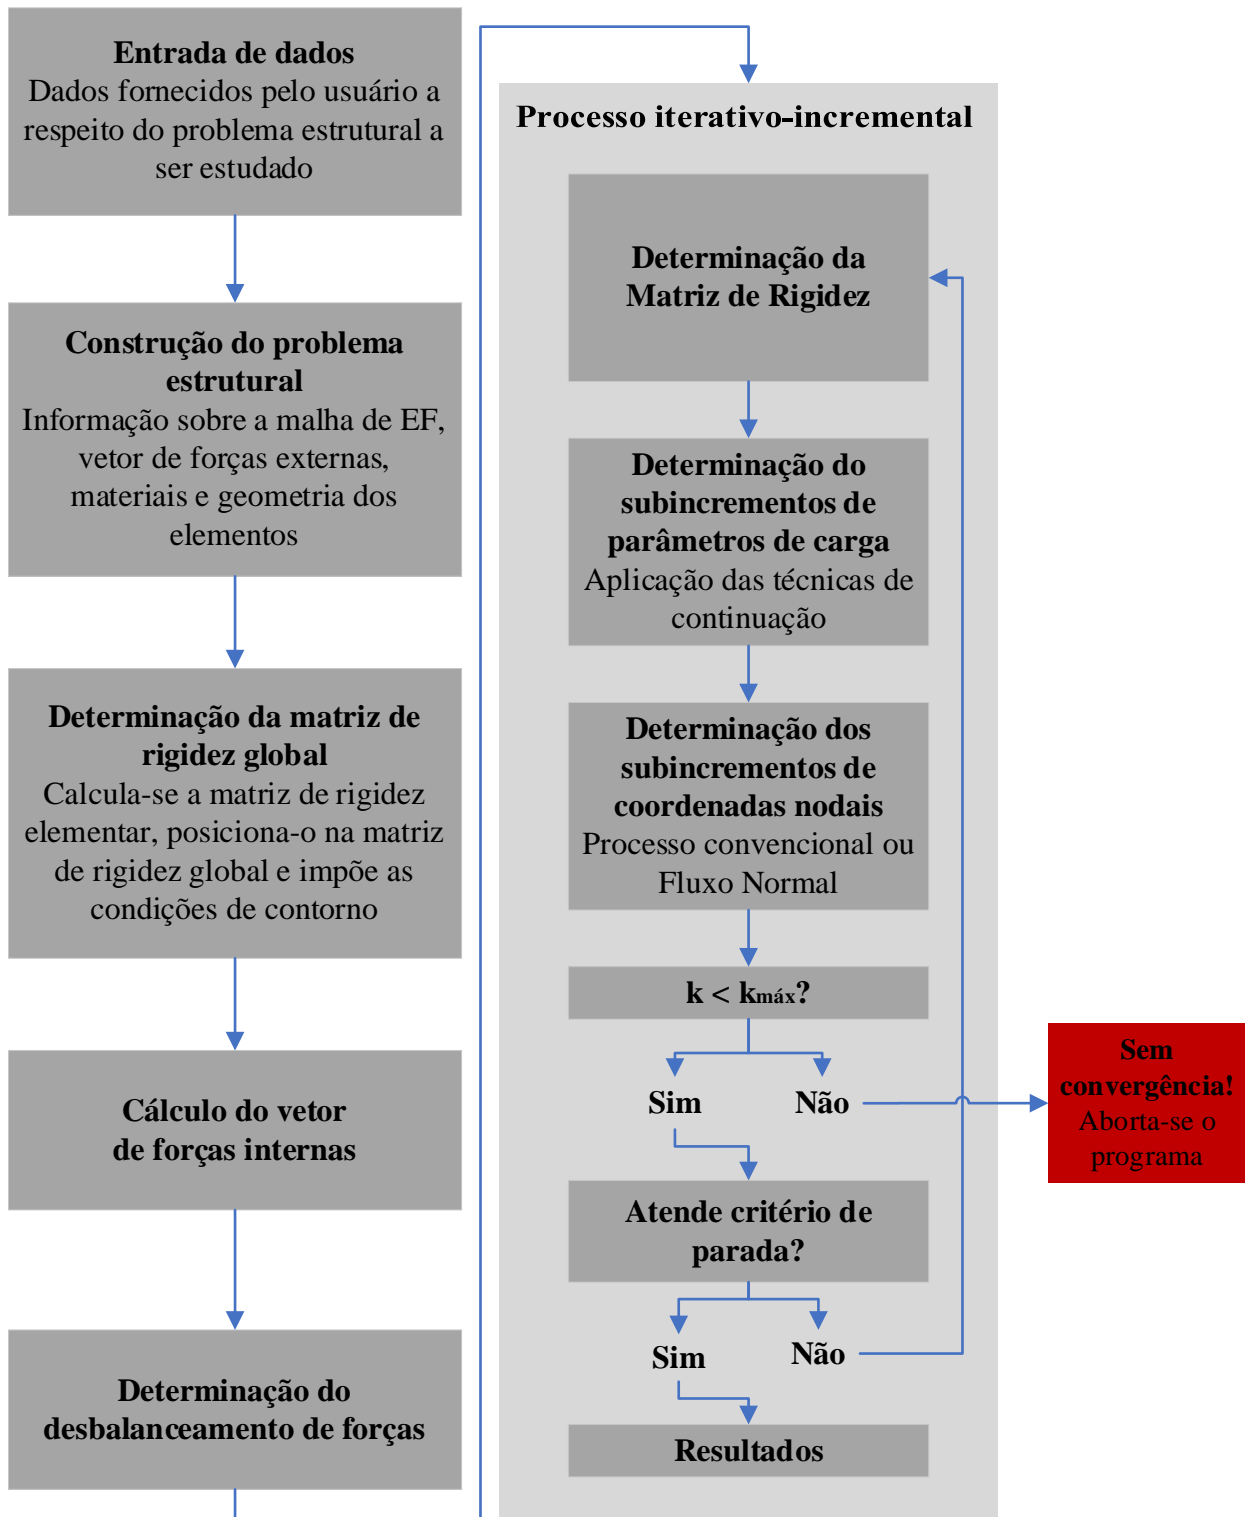 Entrada de dados
Dados fornecidos pelo usuário a
respeito do problema estrutural a
ser estudado
Construção do problema
estrutural
Informação sobre a malha de EF,
vetor de forças externas,
materiais e geometria dos
elementos
Determinação da matriz de
rigidez global
Calcula-se a matriz de rigidez
elementar, posiciona-o na matriz
de rigidez global e impõe as
condições de contorno
Cálculo do vetor
de forças internas
Determinação do
desbalanceamento de forças
Processo iterativo-incremental
Determinação da
Matriz de Rigidez
Determinação do
subincrementos de
parâmetros de carga
Aplicação das técnicas de
continuação
Determinação dos
subincrementos de
coordenadas nodais
Processo convencional ou
Fluxo Normal
k < kmáx?
Sim
Não
Sem
convergência!
Aborta-se o
programa
Atende critério de
parada?
Sim
Não
Resultados